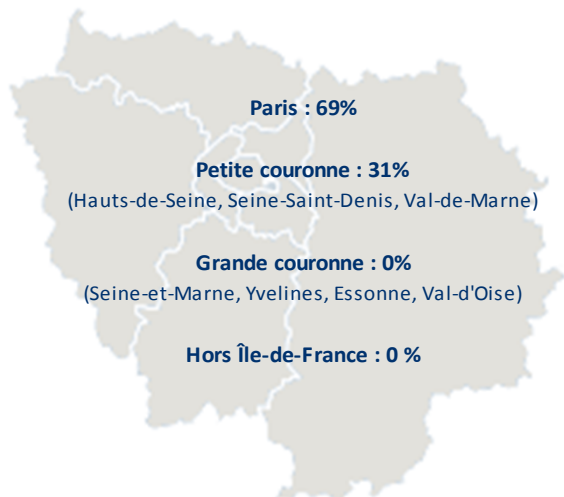 Paris : 69%
Petite couronne : 31%
(Hauts-de-Seine, Seine-Saint-Denis, Val-de-Marne)
Grande couronne : 0%
(Seine-et-Marne, Yvelines, Essonne, Val-d'Oise)
Hors Île-de-France : 0 %